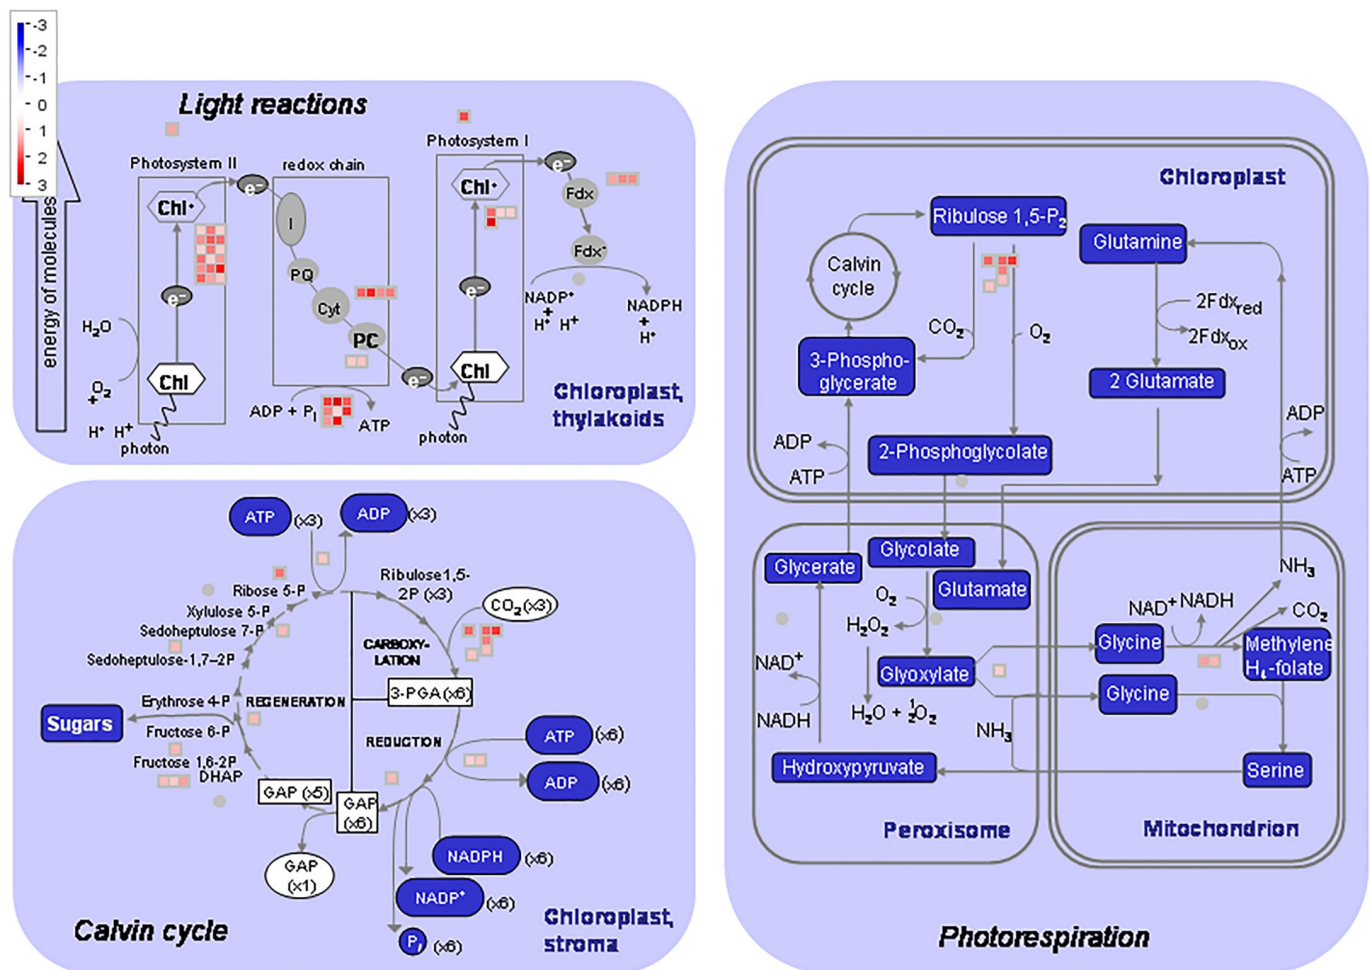 -3
-2
-1
0
1
2
3
energy of molecules
Light reactions
Photosystem II
redox chain
Photosystem I
Chl⁺
e⁻
I
PQ
Cyt
PC
e⁻
H₂O
O₂
+
H⁺ H⁺
Chl
photon
ADP + Pᵢ
ATP
e⁻
Chl⁺
e⁻
Chl
photon
e⁻
Fdx
Fdx⁻
NADP⁺
+
H⁺ H⁺
NADPH
+
H⁺
Chloroplast,
thylakoids
ATP (x3)
ADP (x3)
Ribose 5-P
Xylulose 5-P
Sedoheptulose 7-P
Sedoheptulose-1,7-2P
Erythrose 4-P
Fructose 6-P
Fructose 1,6-2P
DHAP
Sugars
Ribulose 1,5-
2P (x3)
CO₂ (x3)
CARBOXY-
LATION
3-PGA (x6)
REGENERATION
REDUCTION
ATP (x6)
ADP (x6)
GAP (x5)
GAP
(x6)
GAP
(x1)
NADPH (x6)
NADP⁺ (x6)
Pᵢ (x6)
Calvin cycle
Chloroplast,
stroma
Chloroplast
Ribulose 1,5-P₂
Glutamine
Calvin
cycle
2Fdx red
2Fdx ox
CO₂
O₂
3-Phospho-
glycerate
2 Glutamate
ADP
ATP
2-Phosphoglycolate
ADP
ATP
Glycerate
Glycolate
Glutamate
O₂
H₂O₂
Glyoxylate
H₂O + ½O₂
NAD⁺
NADH
Hydroxypyruvate
Peroxisome
NH₃
NH₃
CO₂
NAD⁺ NADH
Glycine
Methylene
H₄-folate
Glycine
Serine
Mitochondrion
Photorespiration